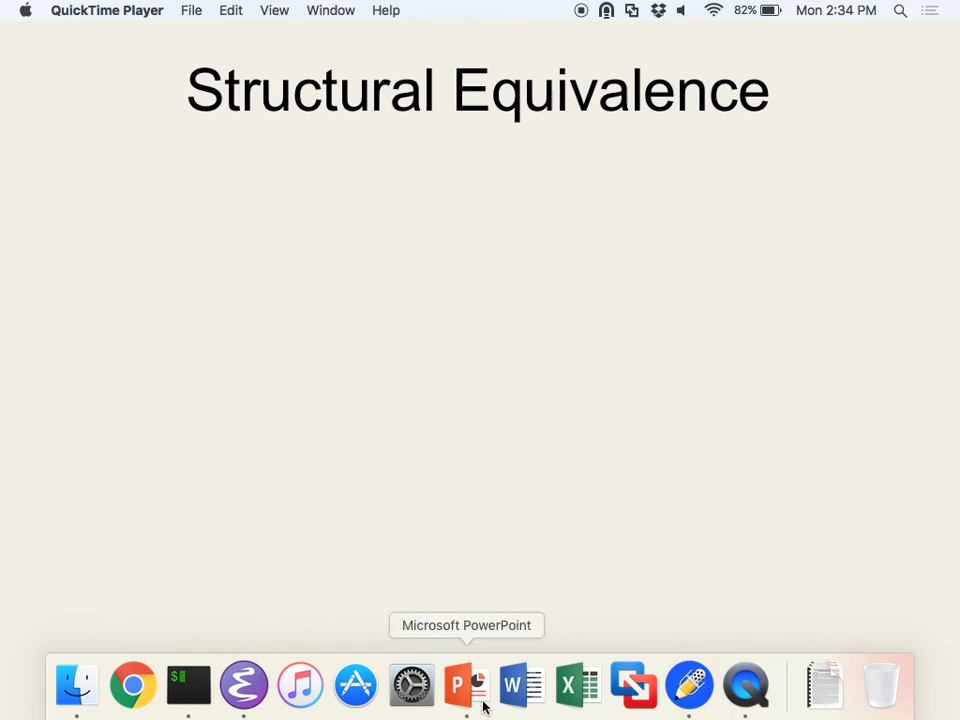 QuickTime Player File Edit View Window Help 82% Mon 2:34 PM
Structural Equivalence
Microsoft PowerPoint
$
P W X